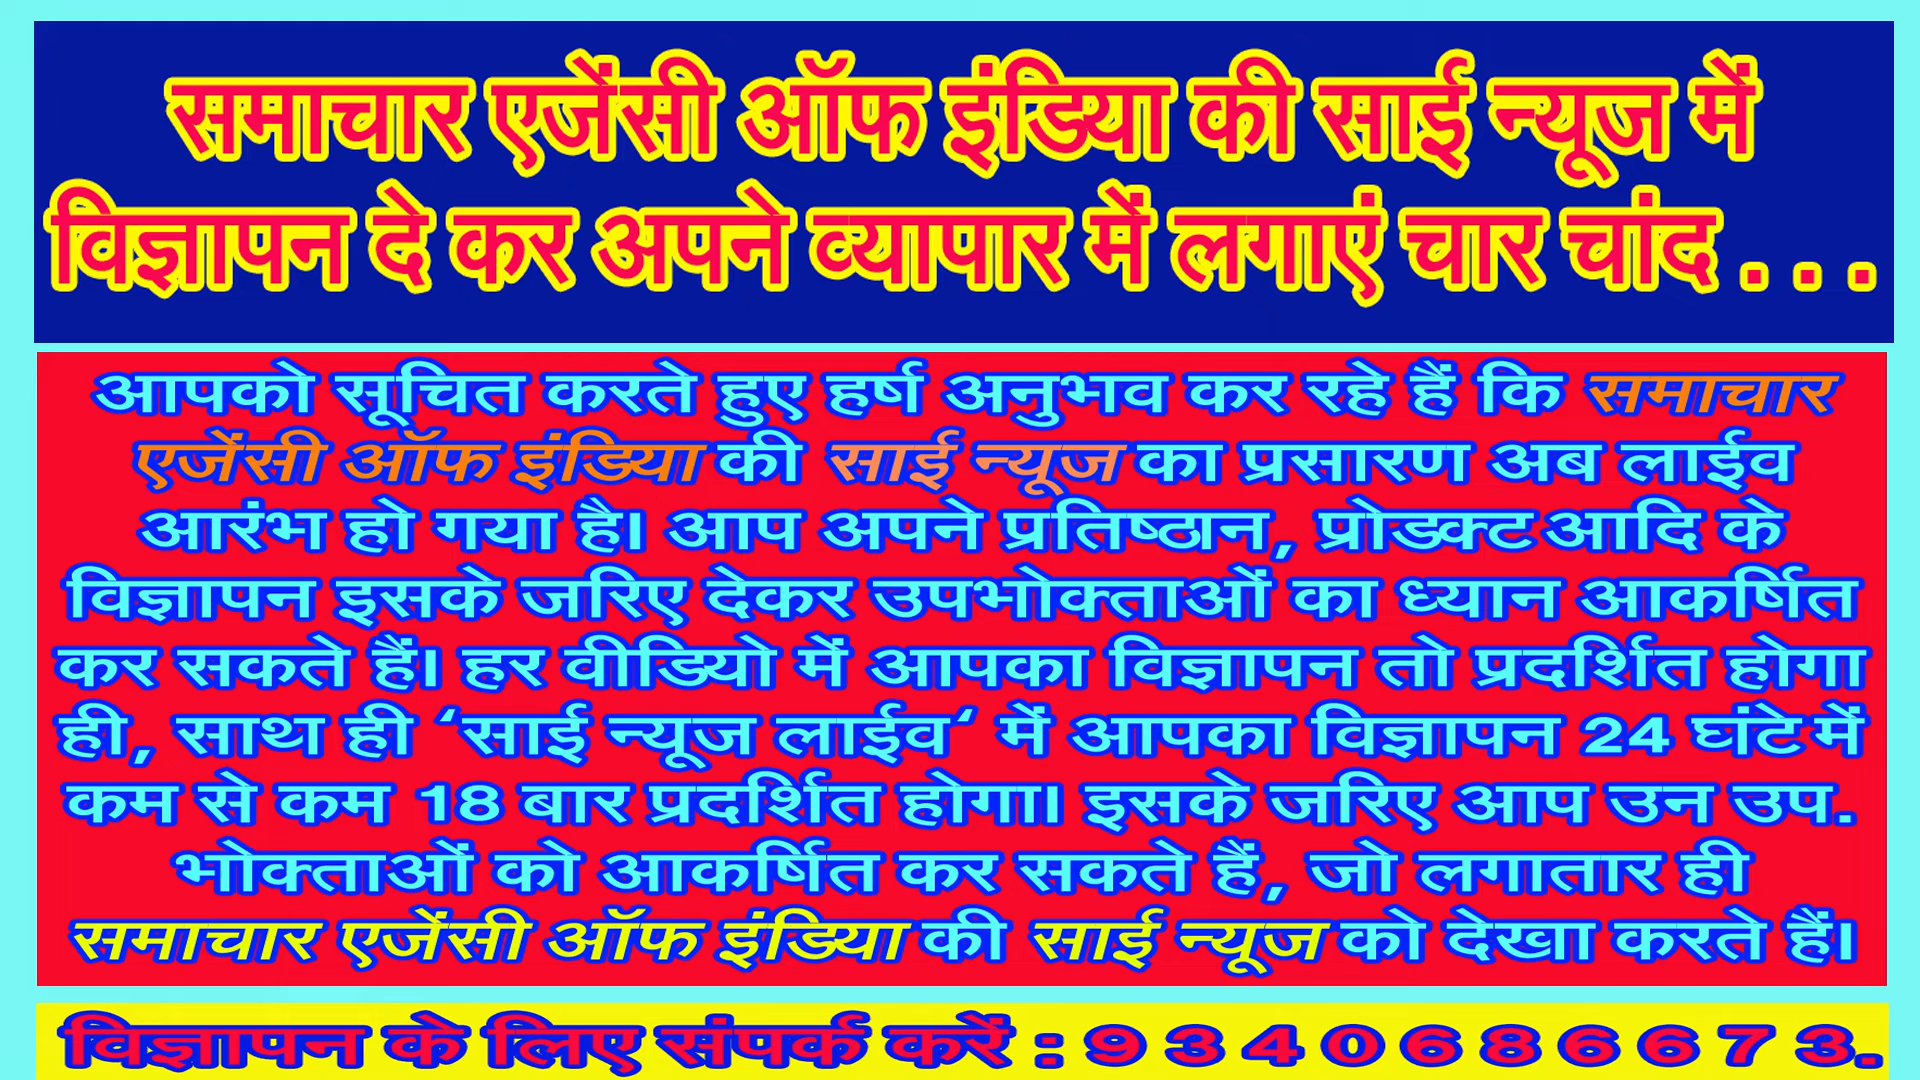 समाचार एजेंसी ऑफ इंडिया की साई न्यूज में
विज्ञापन दे कर अपने व्यापार में लगाएं चार चांद . . .
आपको सूचित करते हुए हर्ष अनुभव कर रहे हैं कि समाचार
एजेंसी ऑफ इंडिया की साई न्यूज का प्रसारण अब लाईव
आरंभ हो गया है। आप अपने प्रतिष्ठान, प्रोडक्ट आदि के
विज्ञापन इसके जरिए देकर उपभोक्ताओं का ध्यान आकर्षित
कर सकते हैं। हर वीडियो में आपका विज्ञापन तो प्रदर्शित होगा
ही, साथ ही ‘साई न्यूज लाईव‘ में आपका विज्ञापन 24 घंटे में
कम से कम 18 बार प्रदर्शित होगा। इसके जरिए आप उन उप.
भोक्ताओं को आकर्षित कर सकते हैं, जो लगातार ही
समाचार एजेंसी ऑफ इंडिया की साई न्यूज को देखा करते हैं।
विज्ञापन के लिए संपर्क करें : 9 3 4 0 6 8 6 6 7 3.